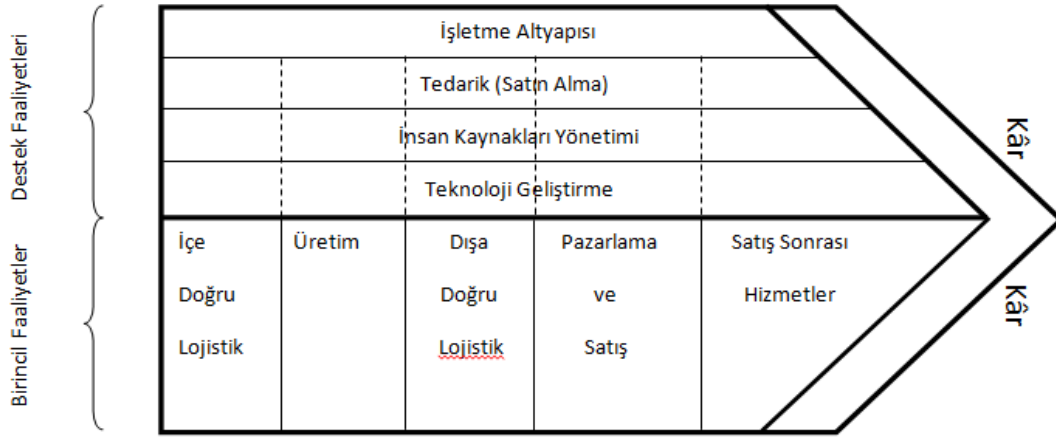 Destek Faaliyetleri
İşletme Altyapısı
Tedarik (Satın Alma)
İnsan Kaynakları Yönetimi
Teknoloji Geliştirme
Birincil Faaliyetler
İçe
Doğru
Lojistik
Üretim
Dışa
Doğru
Lojistik
Pazarlama
ve
Satış
Satış Sonrası
Hizmetler
Kâr
Kâr